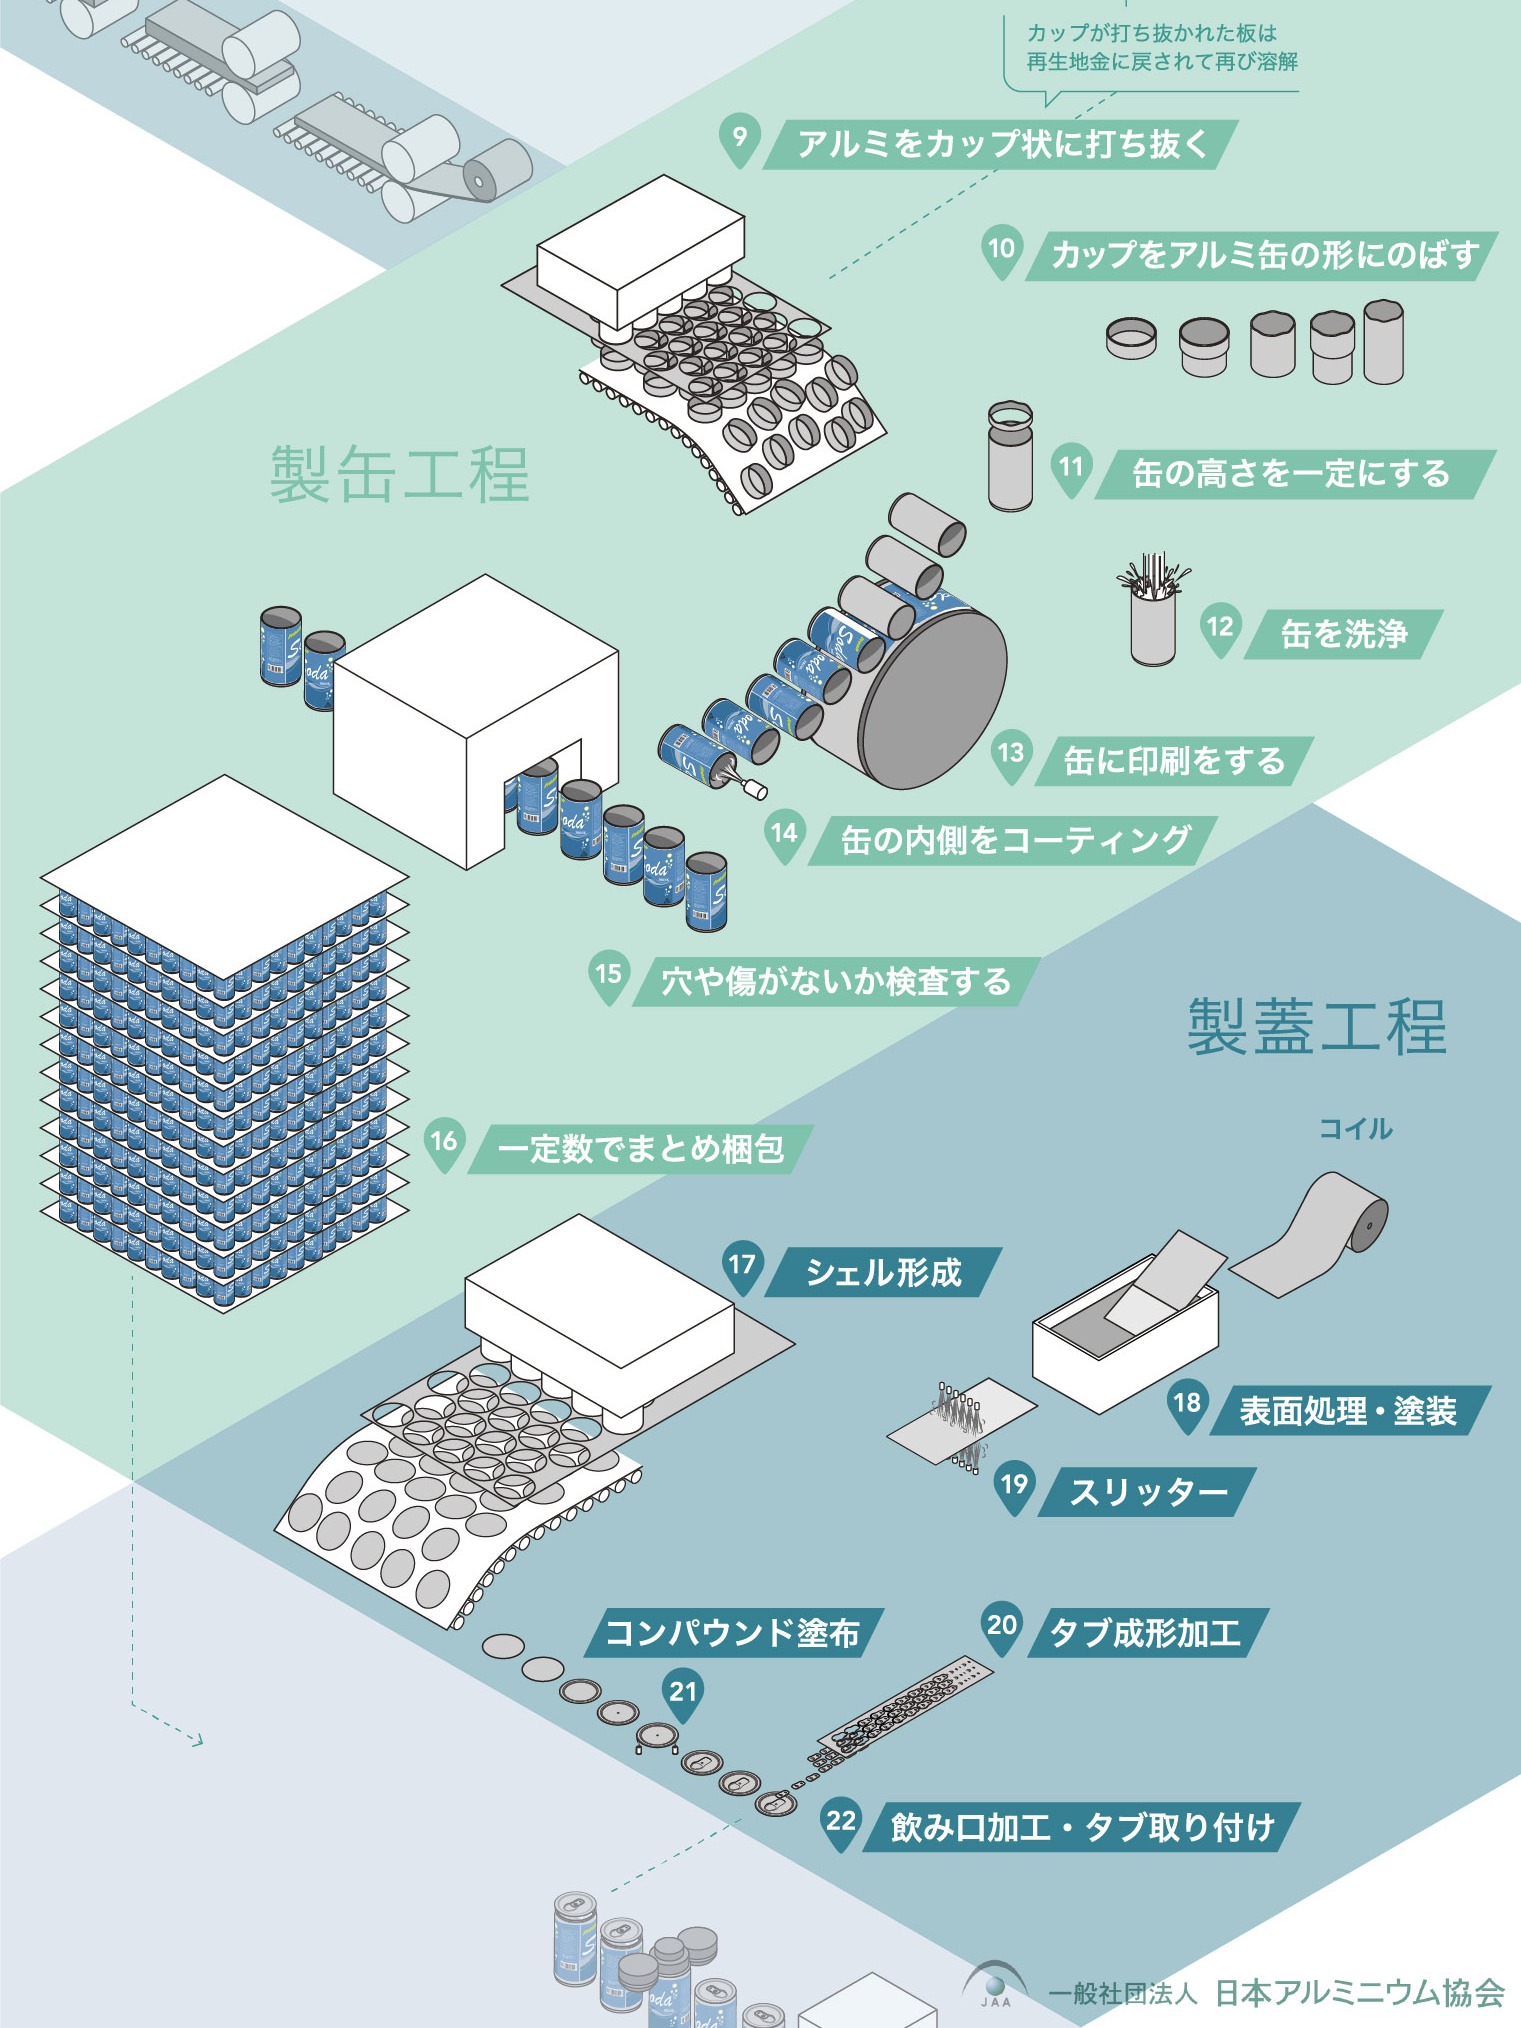 カップが打ち抜かれた板は
再生地金に戻されて再び溶解
9 アルミをカップ状に打ち抜く
10 カップをアルミ缶の形にのばす
製缶工程
11 缶の高さを一定にする
12 缶を洗浄
13 缶に印刷をする
14 缶の内側をコーティング
15 穴や傷がないか検査する
製蓋工程
コイル
16 一定数でまとめ梱包
17 シェル形成
18 表面処理・塗装
19 スリッター
コンパウンド塗布
21
20 タブ成形加工
22 飲み口加工・タブ取り付け
JAA
一般社団法人 日本アルミニウム協会